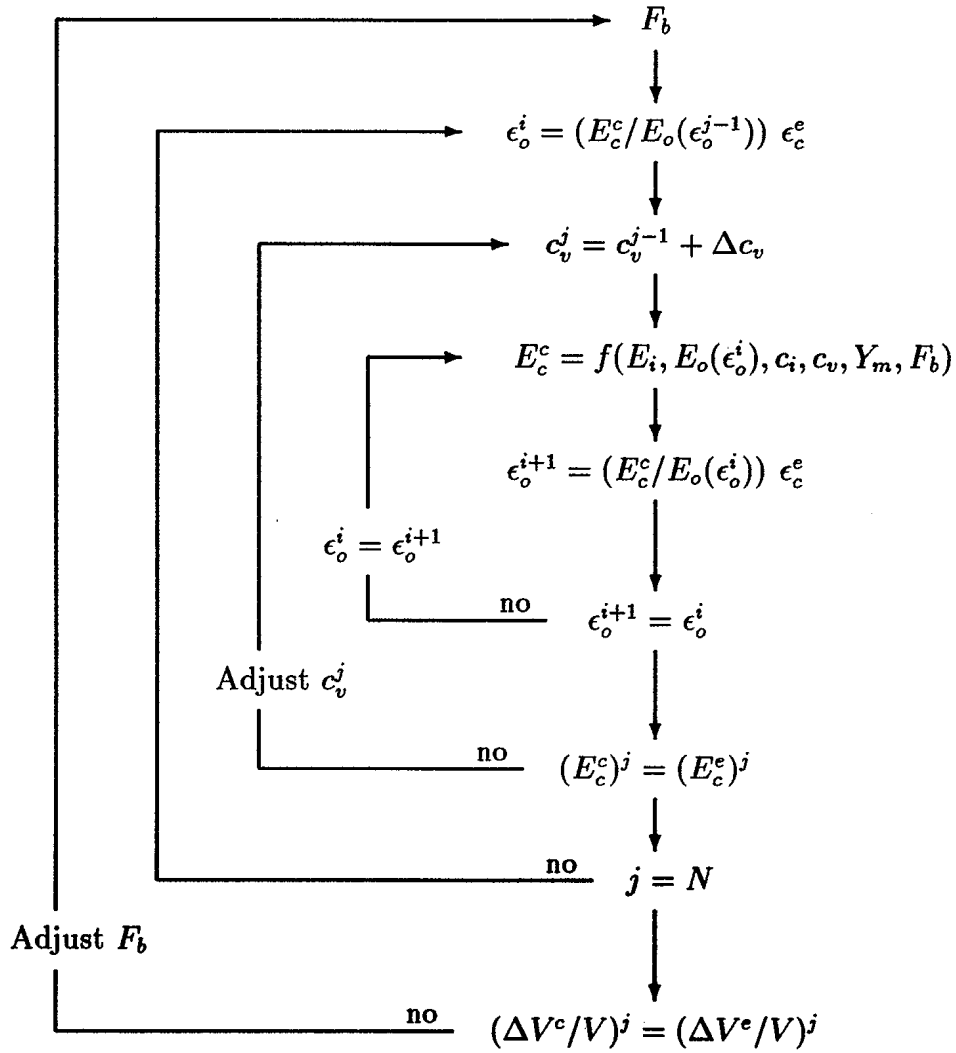 F_b
ϵ_o^i = (E_c^c/E_o(ϵ_o^{j-1})) ϵ_c^e
c_v^j = c_v^{j-1} + Δc_v
E_c^c = f(E_i, E_o(ϵ_o^i), c_i, c_v, Y_m, F_b)
ϵ_o^{i+1} = (E_c^c/E_o(ϵ_o^i)) ϵ_c^e
ϵ_o^i = ϵ_o^{i+1}
no
ϵ_o^{i+1} = ϵ_o^i
Adjust c_v^j
no
(E_c^c)^j = (E_c^e)^j
no
j = N
Adjust F_b
no
(ΔV^c/V)^j = (ΔV^e/V)^j